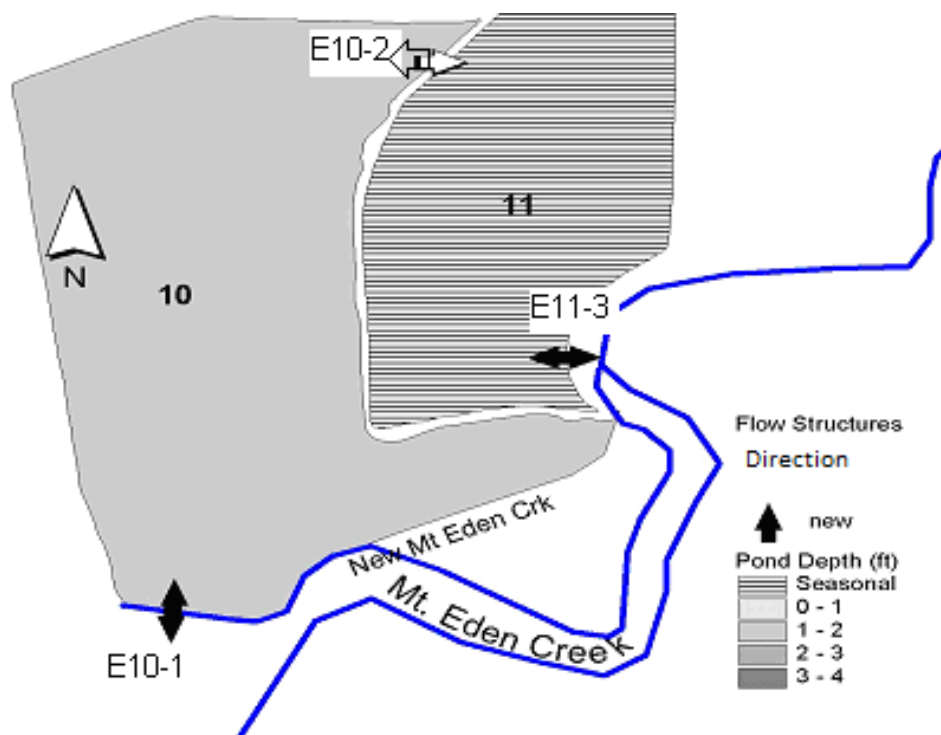 E10-2
11
N
10
E11-3
Flow Structures
Direction
new
Pond Depth (ft)
Seasonal
0 - 1
1 - 2
2 - 3
3 - 4
New Mt Eden Crk
Mt. Eden Creek
E10-1